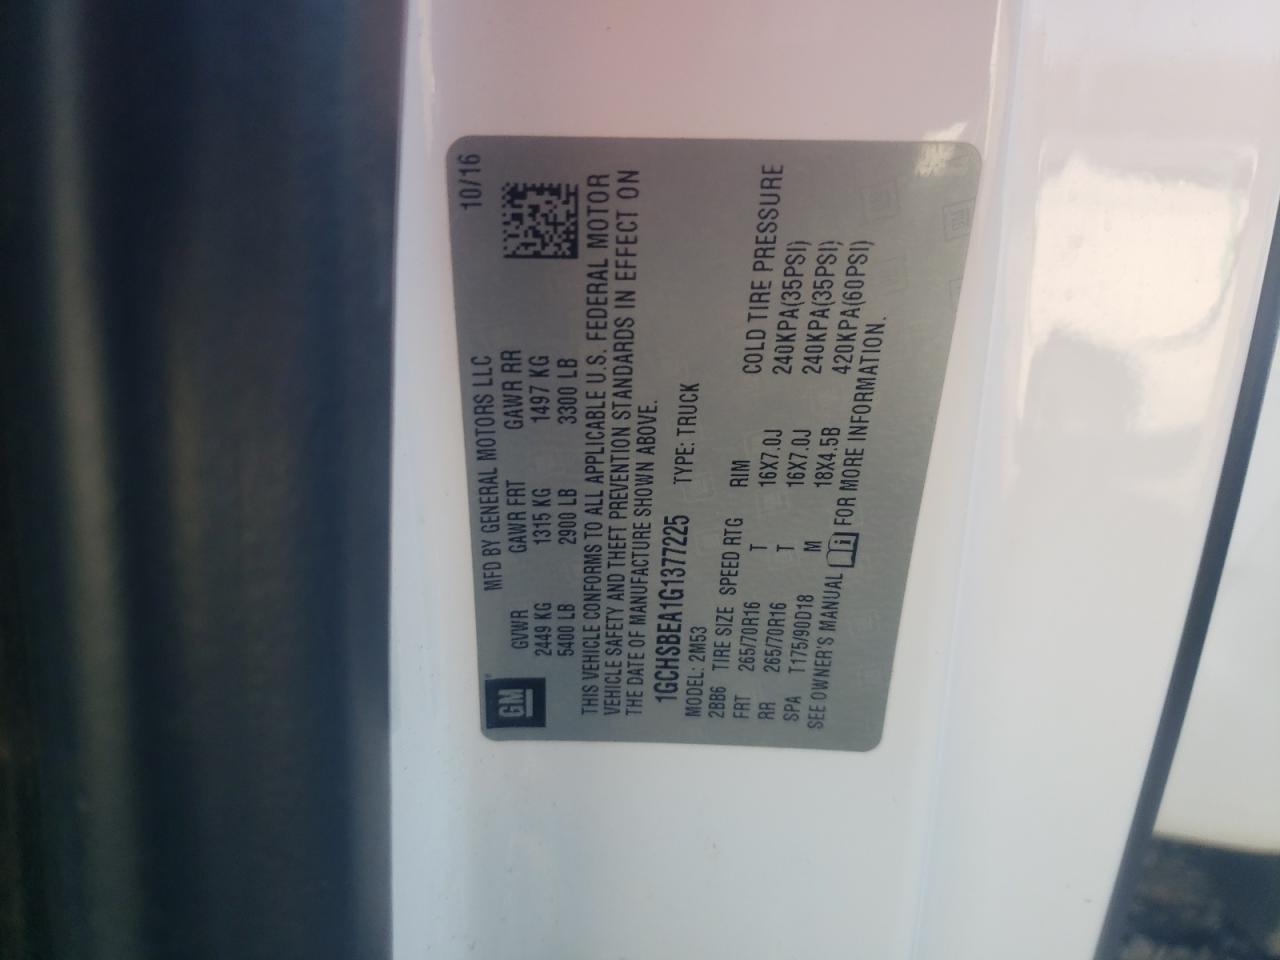 GM
MFD BY GENERAL MOTORS LLC 10/16
GVWR GAWR FRT GAWR RR
2449 KG 1315 KG 1497 KG
5400 LB 2900 LB 3300 LB
THIS VEHICLE CONFORMS TO ALL APPLICABLE U.S. FEDERAL MOTOR
VEHICLE SAFETY AND THEFT PREVENTION STANDARDS IN EFFECT ON
THE DATE OF MANUFACTURE SHOWN ABOVE.
1GCHSBEA1G1377225 TYPE: TRUCK
MODEL: 2M53
2BB6 TIRE SIZE SPEED RTG RIM COLD TIRE PRESSURE
FRT 265/70R16 T 16X7.0J 240KPA(35PSI)
RR 265/70R16 T 16X7.0J 240KPA(35PSI)
SPA T175/90D18 M 18X4.5B 420KPA(60PSI)
SEE OWNER'S MANUAL i FOR MORE INFORMATION.